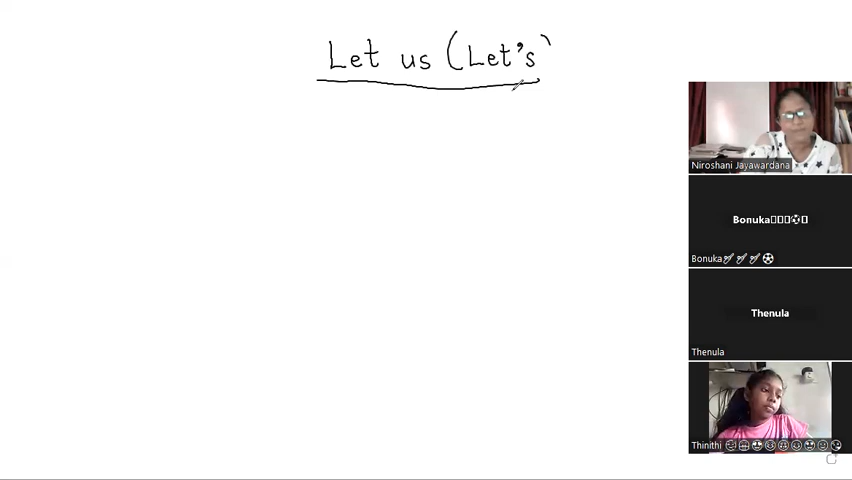 Let us (Let's)
Niroshani Jayawardana
Bonuka
Bonuka
Thenula
Thenula
Thinithi